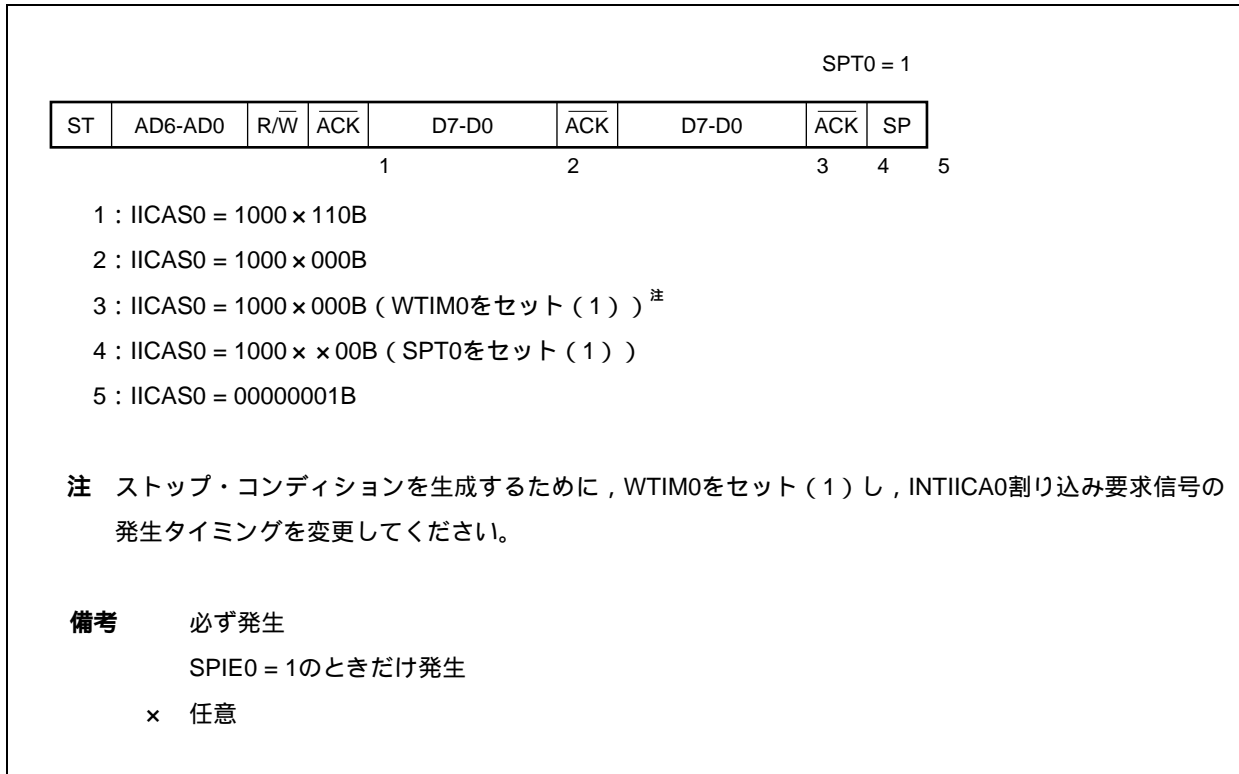 SPT0 = 1
ST AD6-AD0 R/W ACK D7-D0 ACK D7-D0 ACK SP
1 2 3 4 5
1：IICAS0 = 1000×110B
2：IICAS0 = 1000×000B
3：IICAS0 = 1000×000B（WTIM0をセット（1））注
4：IICAS0 = 1000××00B（SPT0をセット（1））
5：IICAS0 = 00000001B
注 ストップ・コンディションを生成するために，WTIM0をセット（1）し，INTIICA0割り込み要求信号の
発生タイミングを変更してください。
備考 必ず発生
SPIE0 = 1のときだけ発生
× 任意